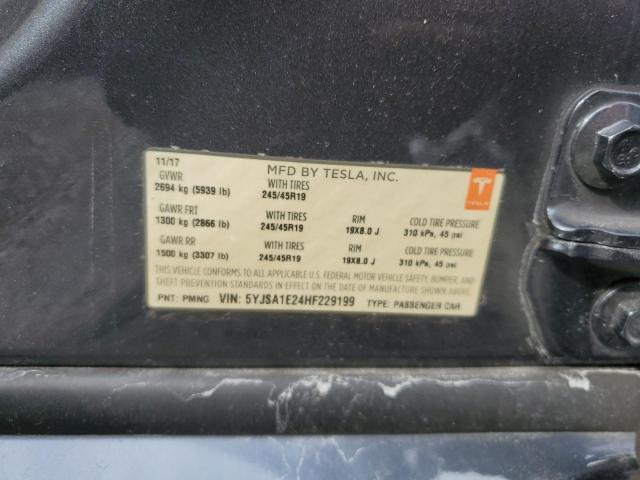 11/17 MFD BY TESLA, INC.
GVWR WITH TIRES
2694 kg (5939 lb) 245/45R19
TESLA
GAWR FRT WITH TIRES RIM COLD TIRE PRESSURE
1300 kg (2866 lb) 245/45R19 19X8.0 J 310 kPa, 45 psi
GAWR RR WITH TIRES RIM COLD TIRE PRESSURE
1500 kg (3307 lb) 245/45R19 19X8.0 J 310 kPa, 45 psi
THIS VEHICLE CONFORMS TO ALL APPLICABLE U.S. FEDERAL MOTOR VEHICLE SAFETY, BUMPER, AND
THEFT PREVENTION STANDARDS IN EFFECT ON THE DATE OF MANUFACTURE SHOWN ABOVE.
PNT: PMNG VIN: 5YJSA1E24HF229199 TYPE: PASSENGER CAR